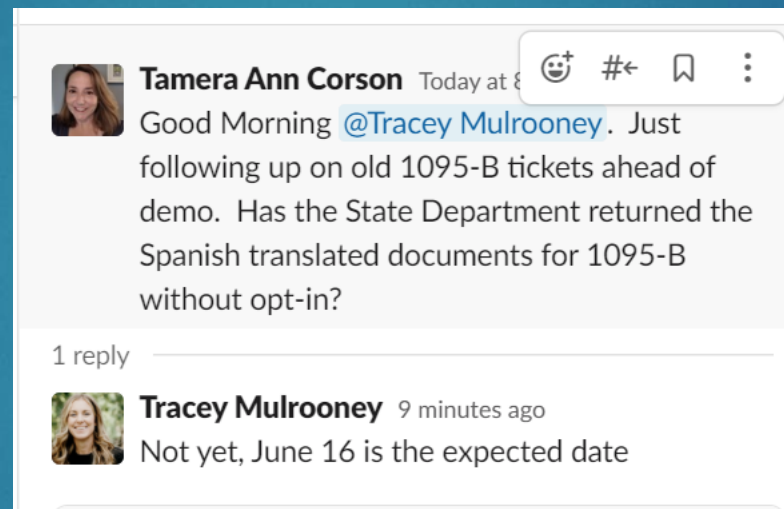 Tamera Ann Corson Today at
Good Morning @Tracey Mulrooney. Just
following up on old 1095-B tickets ahead of
demo. Has the State Department returned the
Spanish translated documents for 1095-B
without opt-in?
1 reply
Tracey Mulrooney 9 minutes ago
Not yet, June 16 is the expected date